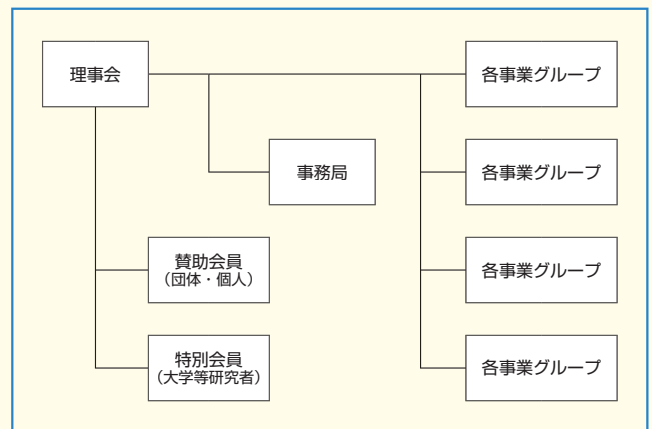 理事会
各事業グループ
事務局
各事業グループ
賛助会員
（団体・個人）
各事業グループ
特別会員
（大学等研究者）
各事業グループ